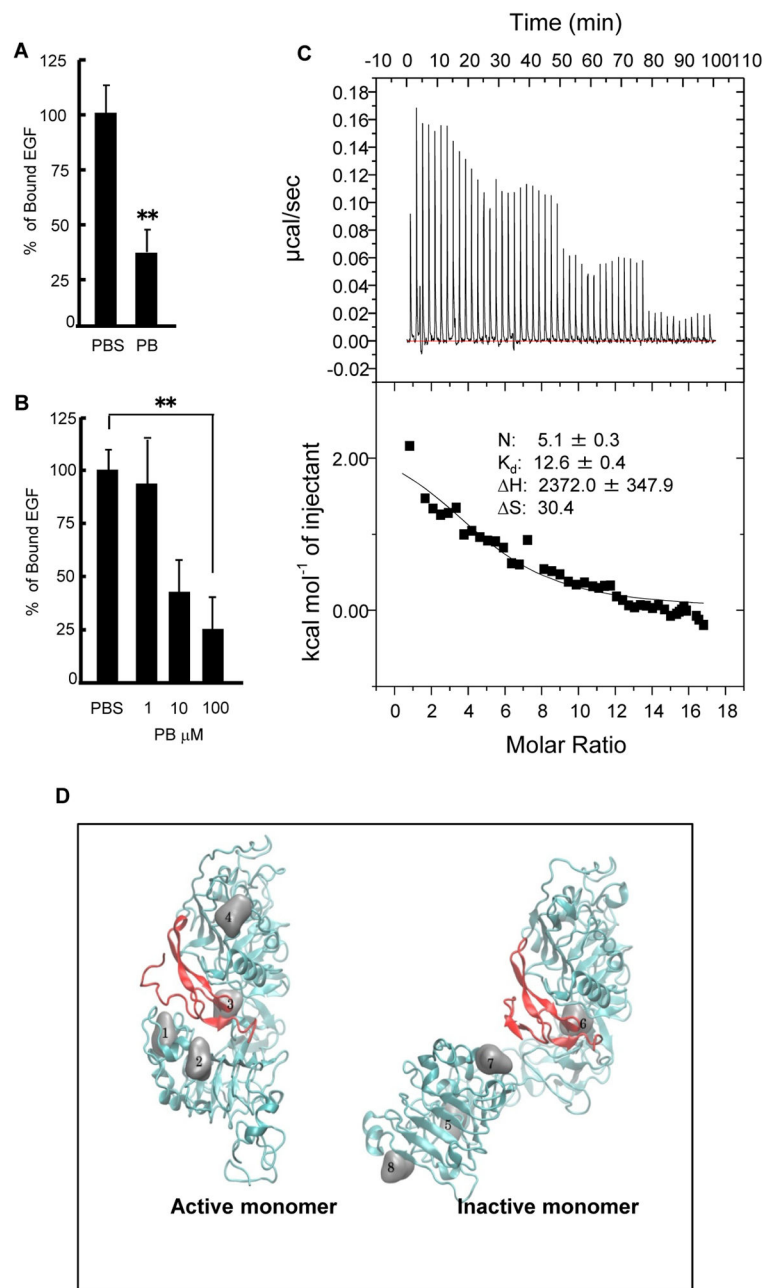 A
125
100
75
50
25
0
% of Bound EGF
**
PBS PB
B
125
100
75
50
25
0
% of Bound EGF
**
PBS 1 10 100
PB μM
C
Time (min)
-10 0 10 20 30 40 50 60 70 80 90 100 110
0.18
0.16
0.14
0.12
0.10
0.08
0.06
0.04
0.02
0.00
-0.02
μcal/sec
2.00
0.00
kcal mol⁻¹ of injectant
N: 5.1 ± 0.3
Kd: 12.6 ± 0.4
ΔH: 2372.0 ± 347.9
ΔS: 30.4
0 2 4 6 8 10 12 14 16 18
Molar Ratio
D
4
3
1
2
6
7
5
8
Active monomer
Inactive monomer